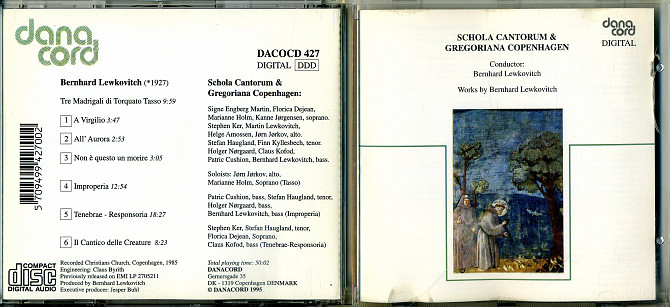 dana
cord
DACOCD 427
DIGITAL DDD
Bernhard Lewkovitch (*1927)
Tre Madrigali di Torquato Tasso 9:59
1 A Virgilio 3:47
2 All' Aurora 2:53
3 Non è questo un morire 3:05
4 Improperia 12:54
5 Tenebrae - Responsoria 18:27
6 Il Cantico delle Creature 8:23
5 709499 427002
COMPACT
disc
DIGITAL AUDIO
Recorded Christians Church, Copenhagen, 1985
Engineering: Claus Byrith
Previously released on EMI LP 2705211
Produced by Bernhard Lewkovitch
Executive producer: Jesper Buhl
Schola Cantorum &
Gregoriana Copenhagen:
Signe Engberg Martin, Florica Dejean,
Marianne Holm, Kanne Jørgensen, soprano.
Stephen Ker, Martin Lewkovitch,
Helge Amossen, Jørn Jørkov, alto.
Stefan Haugland, Finn Kyllesbech, tenor.
Holger Nørgaard, Claus Kofod,
Patric Cushion, Bernhard Lewkovitch, bass.
Soloists: Jørn Jørkov, alto,
Marianne Holm, Soprano (Tasso)
Patric Cushion, bass, Stefan Haugland, tenor,
Holger Nørgaard, bass,
Bernhard Lewkovitch, bass (Improperia)
Stephen Ker, Stefan Haugland, tenor,
Florica Dejean, Soprano,
Claus Kofod, bass (Tenebrae-Responsoria)
Total playing time: 50:02
DANACORD
Gernersgade 35
DK - 1319 Copenhagen DENMARK
© DANACORD 1995
dana
cord
DIGITAL
SCHOLA CANTORUM &
GREGORIANA COPENHAGEN
Conductor:
Bernhard Lewkovitch
Works by Bernhard Lewkovitch